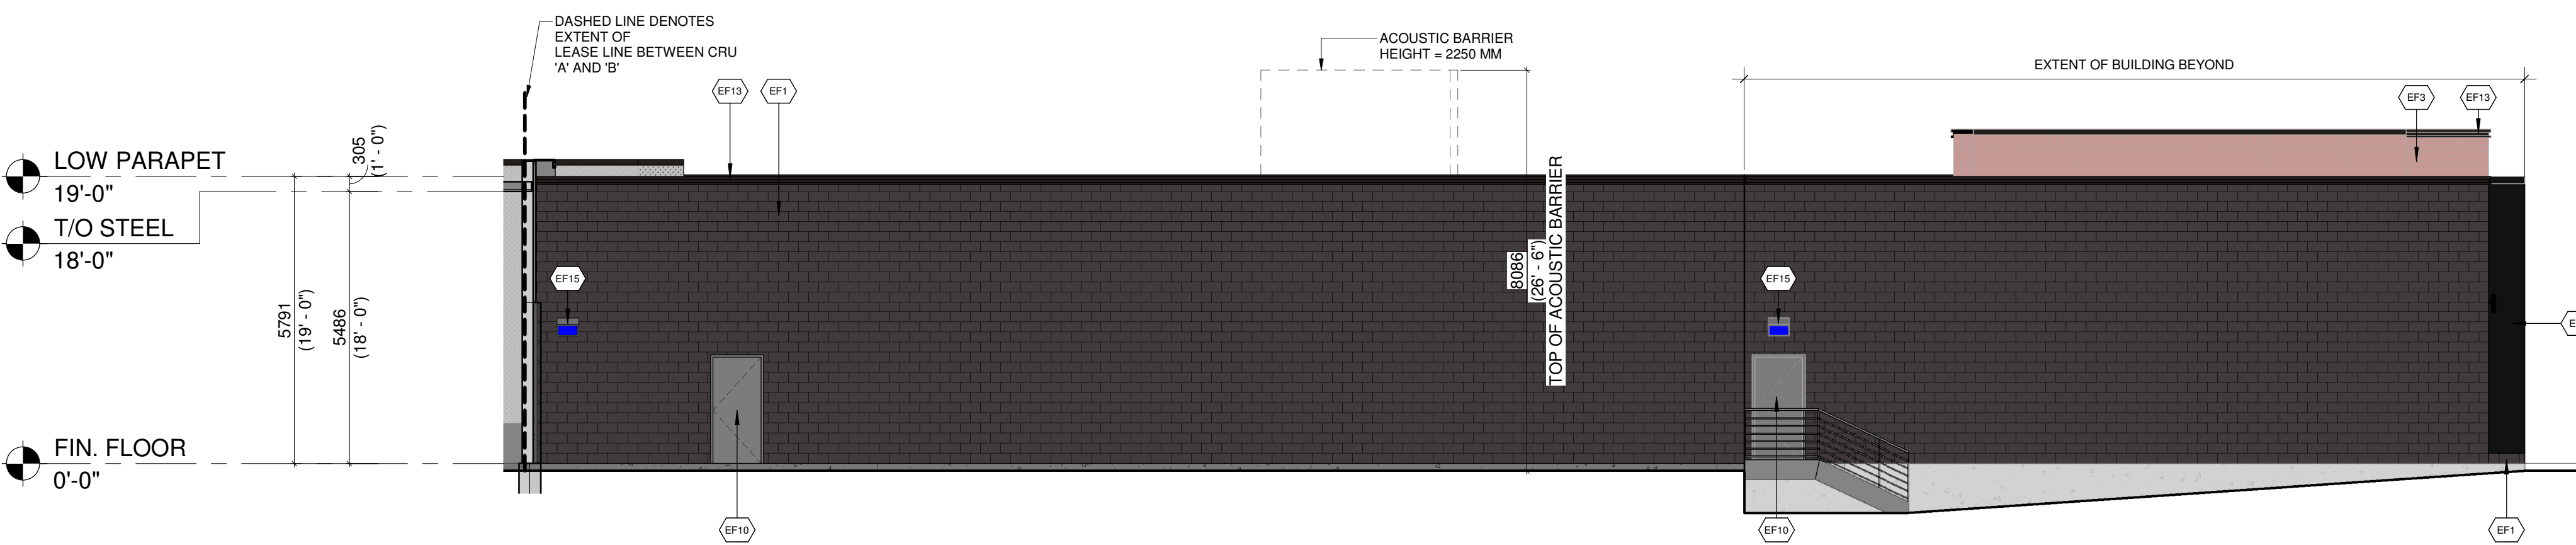 DASHED LINE DENOTES
EXTENT OF
LEASE LINE BETWEEN CRU
'A' AND 'B'
ACOUSTIC BARRIER
HEIGHT = 2250 MM
EXTENT OF BUILDING BEYOND
EF13
EF1
EF3
EF13
LOW PARAPET
19'-0"
T/O STEEL
18'-0"
305
(1' - 0")
5791
(19' - 0")
5486
(18' - 0")
EF15
8086
(26' - 6")
TOP OF ACOUSTIC BARRIER
EF15
FIN. FLOOR
0'-0"
EF10
EF10
EF1